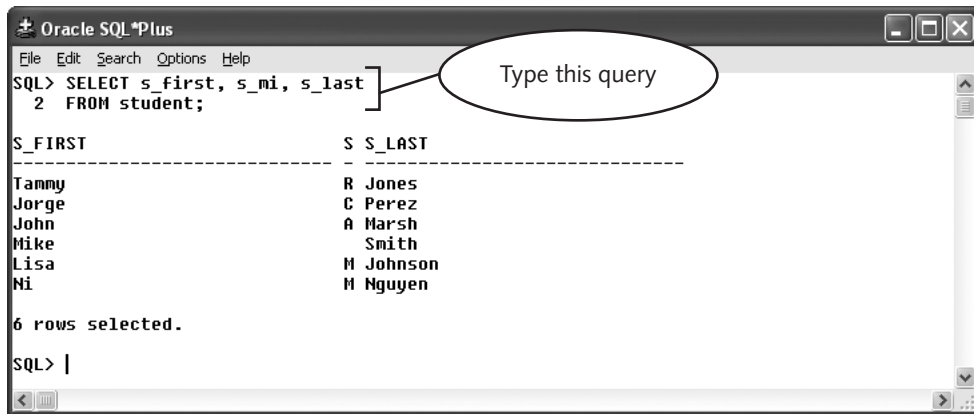 Oracle SQL*Plus
File Edit Search Options Help
SQL> SELECT s_first, s_mi, s_last
2 FROM student;
Type this query
S_FIRST S S_LAST
------------------------------ - ------------------------------
Tammy R Jones
Jorge C Perez
John A Marsh
Mike Smith
Lisa M Johnson
Ni M Nguyen
6 rows selected.
SQL>